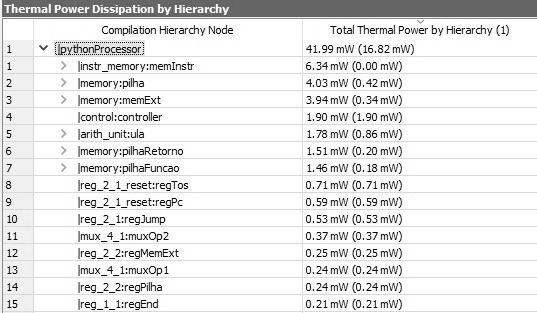 Thermal Power Dissipation by Hierarchy
Compilation Hierarchy Node Total Thermal Power by Hierarchy (1)
1 |pythonProcessor 41.99 mW (16.82 mW)
1 |instr_memory:memInstr 6.34 mW (0.00 mW)
2 |memory:pilha 4.03 mW (0.42 mW)
3 |memory:memExt 3.94 mW (0.34 mW)
4 |control:controller 1.90 mW (1.90 mW)
5 |arith_unit:ula 1.78 mW (0.86 mW)
6 |memory:pilhaRetorno 1.51 mW (0.20 mW)
7 |memory:pilhaFuncao 1.46 mW (0.18 mW)
8 |reg_2_1_reset:regTos 0.71 mW (0.71 mW)
9 |reg_2_1_reset:regPc 0.59 mW (0.59 mW)
10 |reg_2_1:regJump 0.53 mW (0.53 mW)
11 |mux_4_1:muxOp2 0.37 mW (0.37 mW)
12 |reg_2_2:regMemExt 0.25 mW (0.25 mW)
13 |mux_4_1:muxOp1 0.24 mW (0.24 mW)
14 |reg_2_2:regPilha 0.24 mW (0.24 mW)
15 |reg_1_1:regEnd 0.21 mW (0.21 mW)